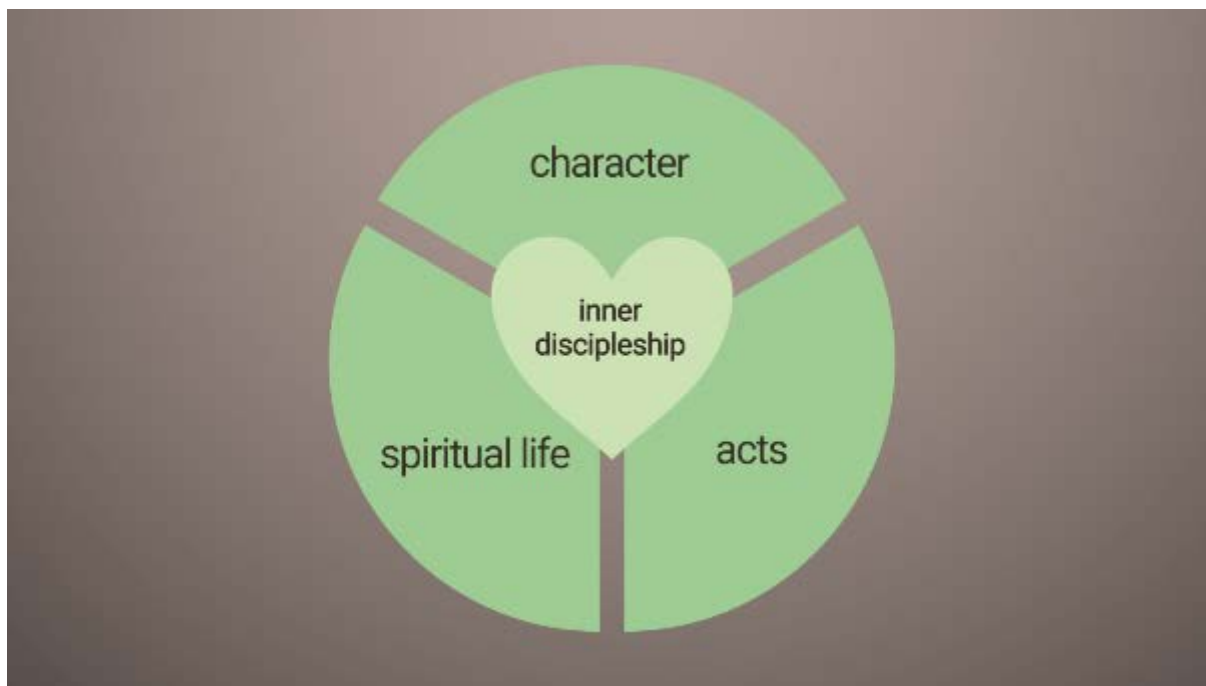 character
inner
discipleship
spiritual life
acts